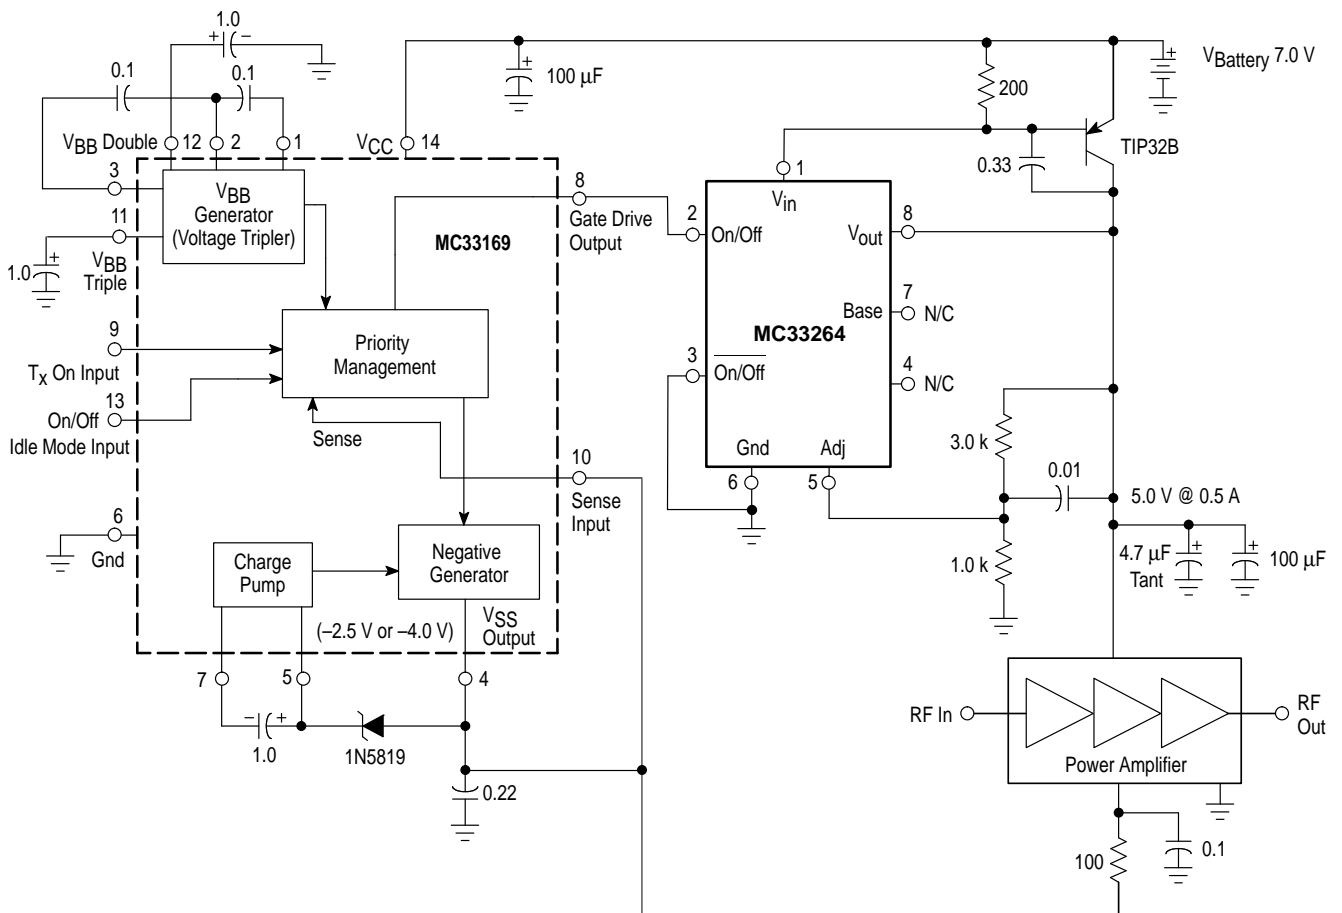 1.0
+ –
0.1
0.1
VBB Double
12
2
1
VCC
14
3
VBB
Generator
(Voltage Tripler)
11
VBB
Triple
1.0
+
MC33169
8
Gate Drive
Output
9
Tx On Input
13
On/Off
Idle Mode Input
Priority
Management
Sense
10
Sense
Input
6
Gnd
Charge
Pump
Negative
Generator
(–2.5 V or –4.0 V)
VSS
Output
7
5
4
– +
1.0
1N5819
0.22
+
100 µF
200
+
VBattery 7.0 V
TIP32B
0.33
1
Vin
2
On/Off
Vout
8
7
Base
N/C
MC33264
3
On/Off
4
N/C
Gnd
Adj
6
5
3.0 k
0.01
5.0 V @ 0.5 A
1.0 k
+
4.7 µF
Tant
+
100 µF
RF In
RF
Out
Power Amplifier
100
0.1